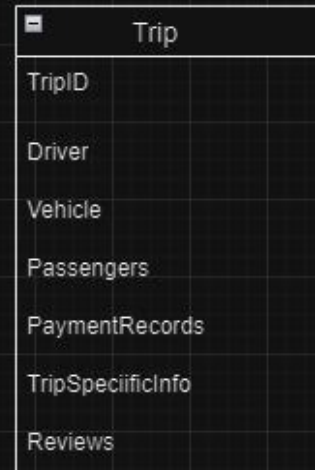 Trip
TripID
Driver
Vehicle
Passengers
PaymentRecords
TripSpeciificInfo
Reviews